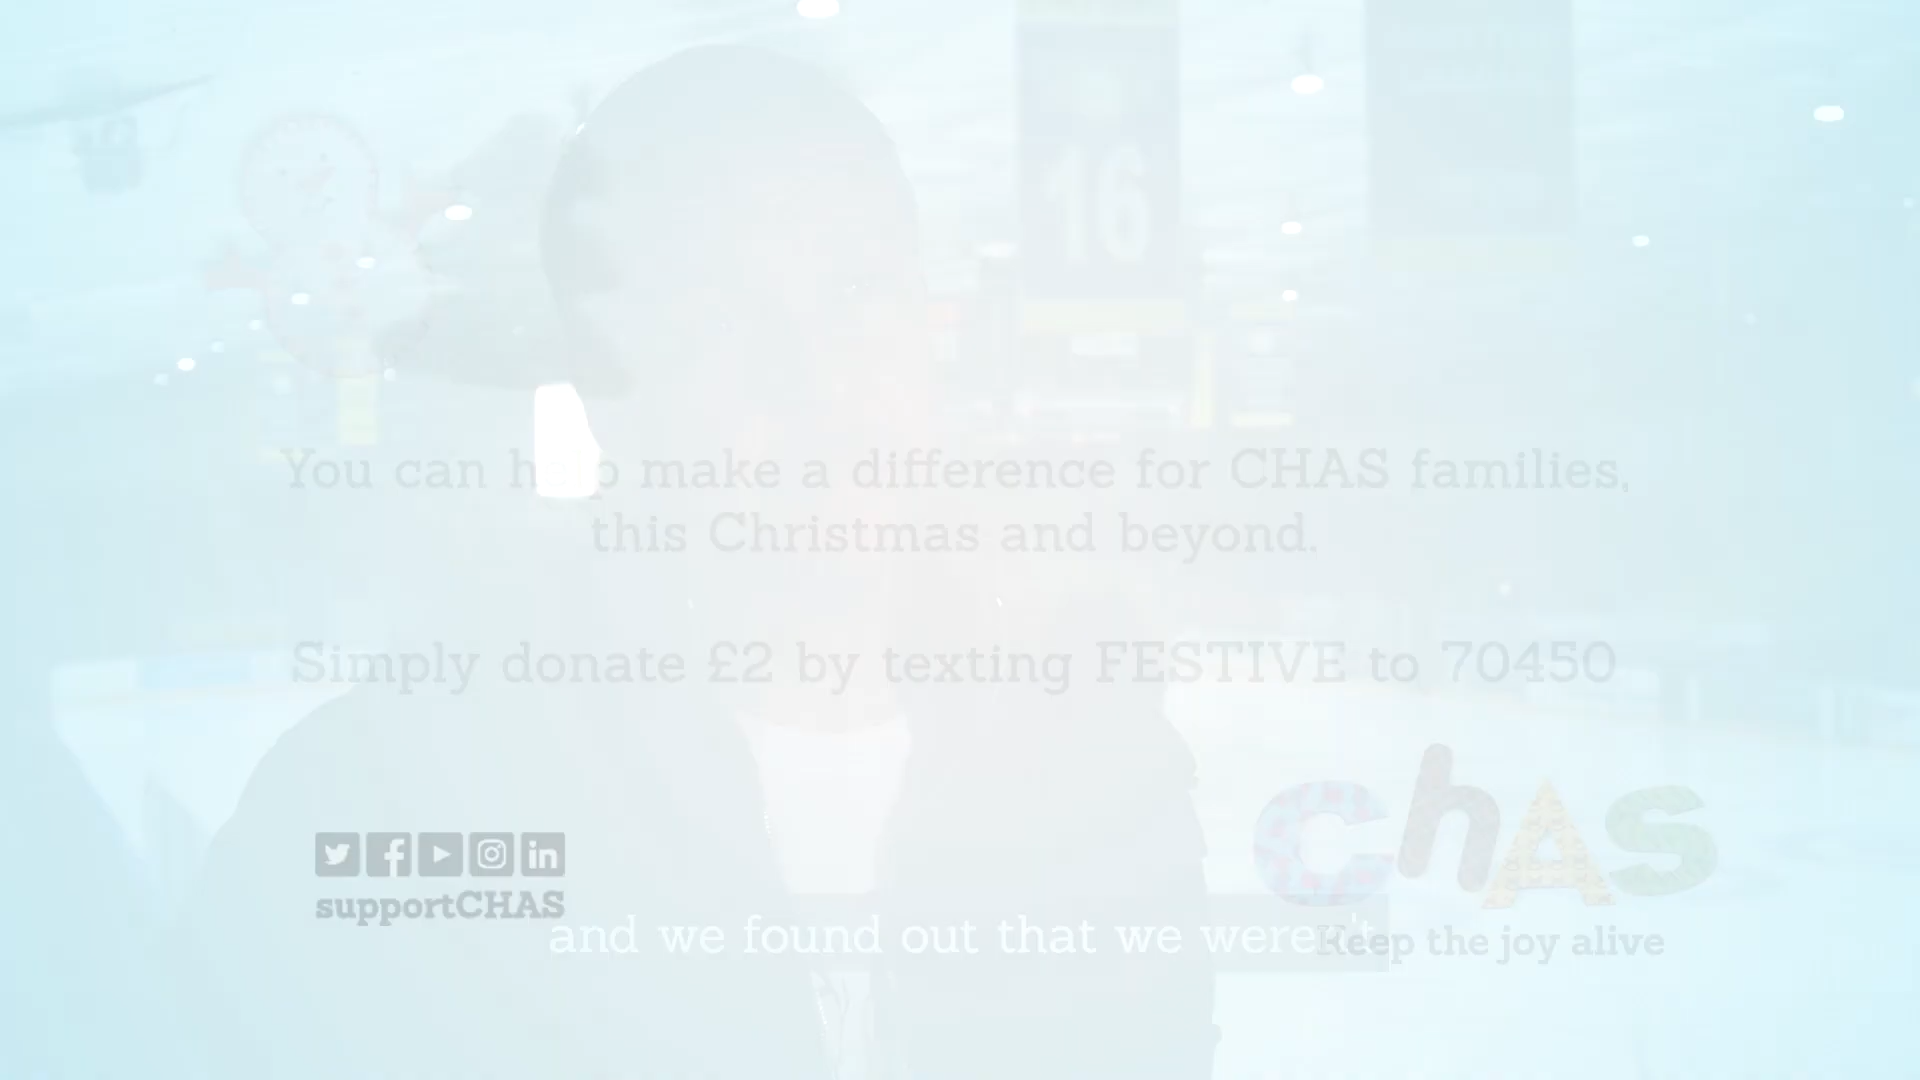 16
You can help make a difference for CHAS families,
this Christmas and beyond.
Simply donate £2 by texting FESTIVE to 70450
supportCHAS
chas
Keep the joy alive
and we found out that we weren't